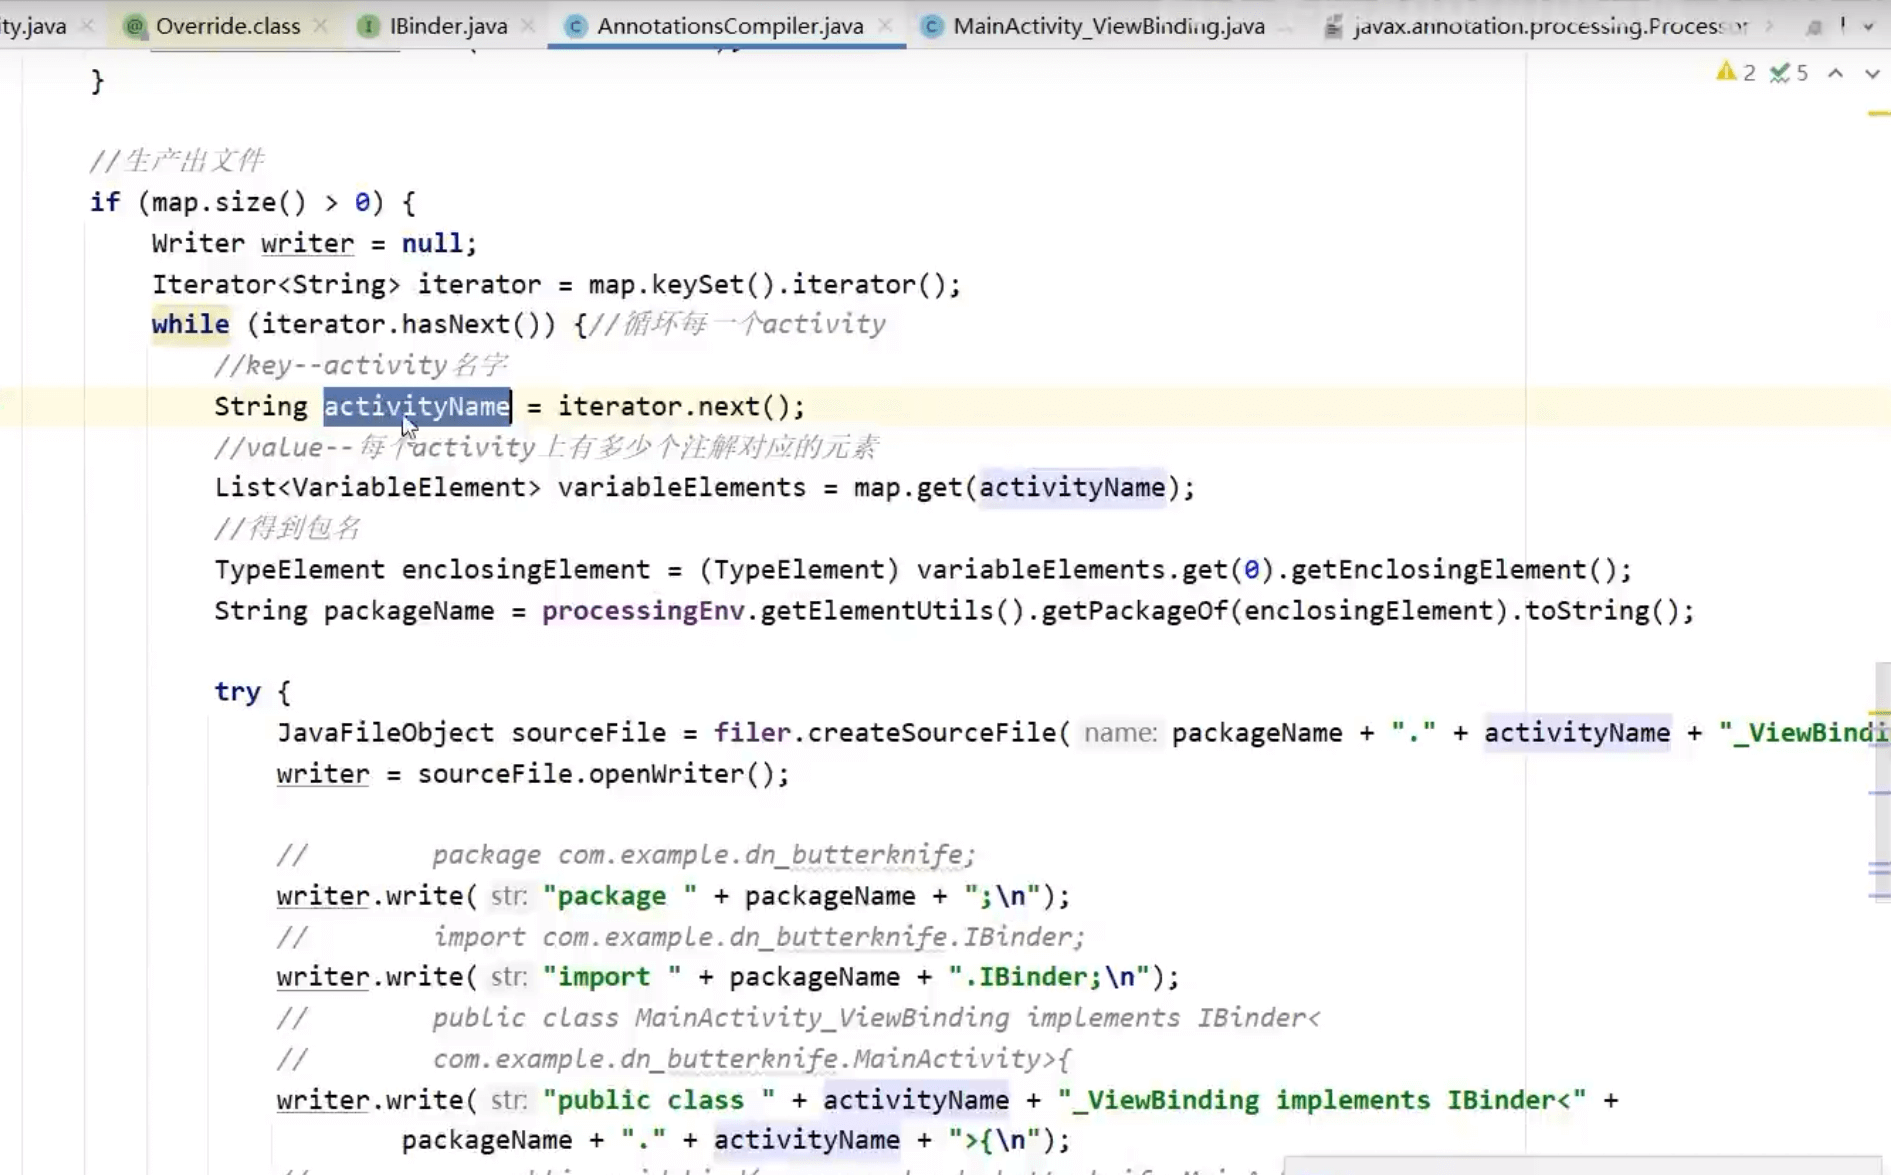 ty.java Override.class IBinder.java AnnotationsCompiler.java MainActivity_ViewBinding.java javax.annotation.processing.Processor
2 5
}
//生产出文件
if (map.size() > 0) {
Writer writer = null;
Iterator<String> iterator = map.keySet().iterator();
while (iterator.hasNext()) {//循环每一个activity
//key--activity名字
String activityName = iterator.next();
//value--每个activity上有多少个注解对应的元素
List<VariableElement> variableElements = map.get(activityName);
//得到包名
TypeElement enclosingElement = (TypeElement) variableElements.get(0).getEnclosingElement();
String packageName = processingEnv.getElementUtils().getPackageOf(enclosingElement).toString();
try {
JavaFileObject sourceFile = filer.createSourceFile( name: packageName + "." + activityName + "_ViewBindi
writer = sourceFile.openWriter();
// package com.example.dn_butterknife;
writer.write( str: "package " + packageName + ";\n");
// import com.example.dn_butterknife.IBinder;
writer.write( str: "import " + packageName + ".IBinder;\n");
// public class MainActivity_ViewBinding implements IBinder<
// com.example.dn_butterknife.MainActivity>{
writer.write( str: "public class " + activityName + "_ViewBinding implements IBinder<" +
packageName + "." + activityName + ">{\n");